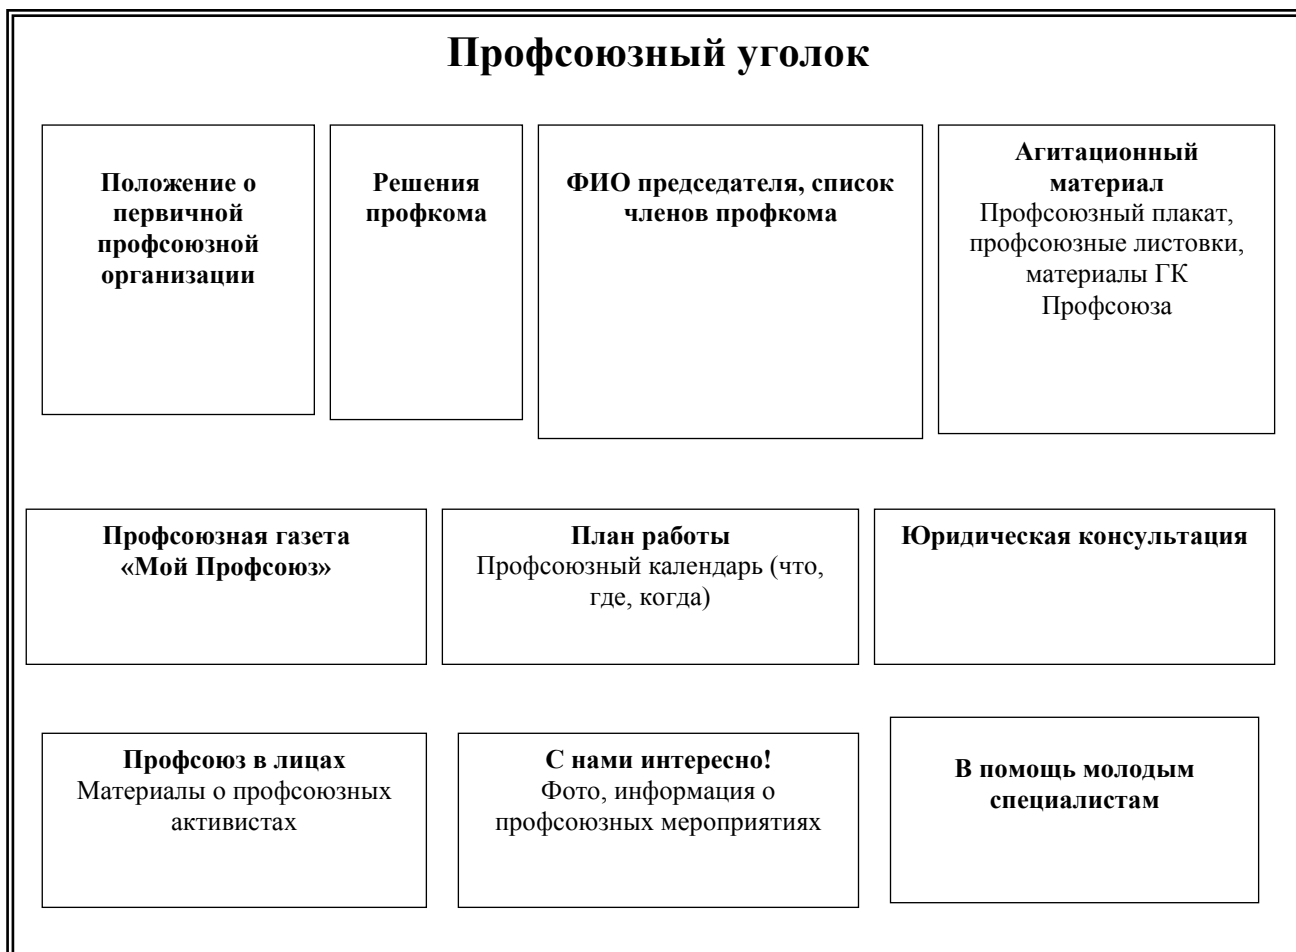 Профсоюзный уголок
Положение о
первичной
профсоюзной
организации
Решения
профкома
ФИО председателя, список
членов профкома
Агитационный
материал
Профсоюзный плакат,
профсоюзные листовки,
материалы ГК
Профсоюза
Профсоюзная газета
«Мой Профсоюз»
План работы
Профсоюзный календарь (что,
где, когда)
Юридическая консультация
Профсоюз в лицах
Материалы о профсоюзных
активистах
С нами интересно!
Фото, информация о
профсоюзных мероприятиях
В помощь молодым
специалистам